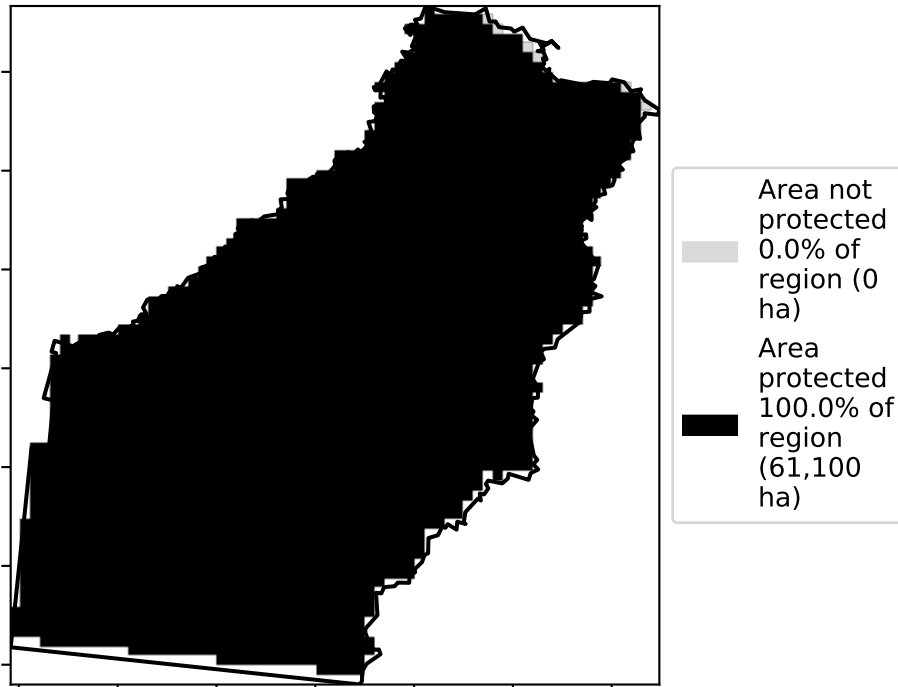 Area not
protected
0.0% of
region (0
ha)
Area
protected
100.0% of
region
(61,100
ha)